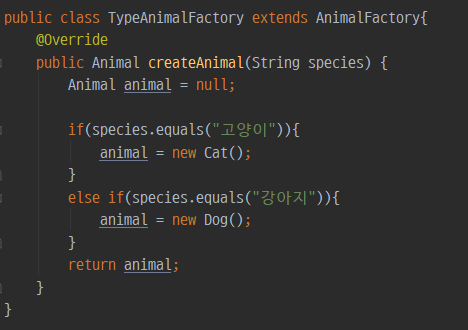 public class TypeAnimalFactory extends AnimalFactory{
@Override
public Animal createAnimal(String species) {
Animal animal = null;
if(species.equals("고양이")){
animal = new Cat();
}
else if(species.equals("강아지")){
animal = new Dog();
}
return animal;
}
}